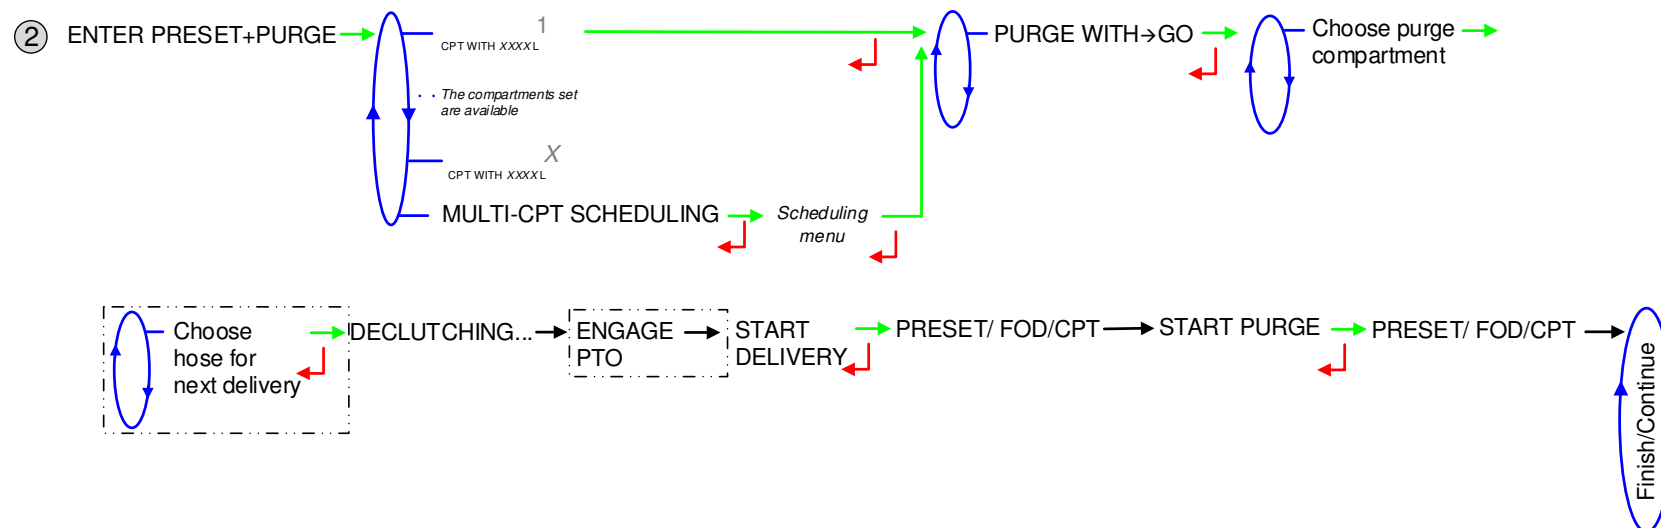 2 ENTER PRESET+PURGE
1
CPT WITH XXXXL
The compartments set
are available
X
CPT WITH XXXXL
MULTI-CPT SCHEDULING
Scheduling
menu
PURGE WITH→GO
Choose purge
compartment
Choose
hose for
next delivery
DECLUTCHING...
ENGAGE
PTO
START
DELIVERY
PRESET/ FOD/CPT
START PURGE
PRESET/ FOD/CPT
Finish/Continue